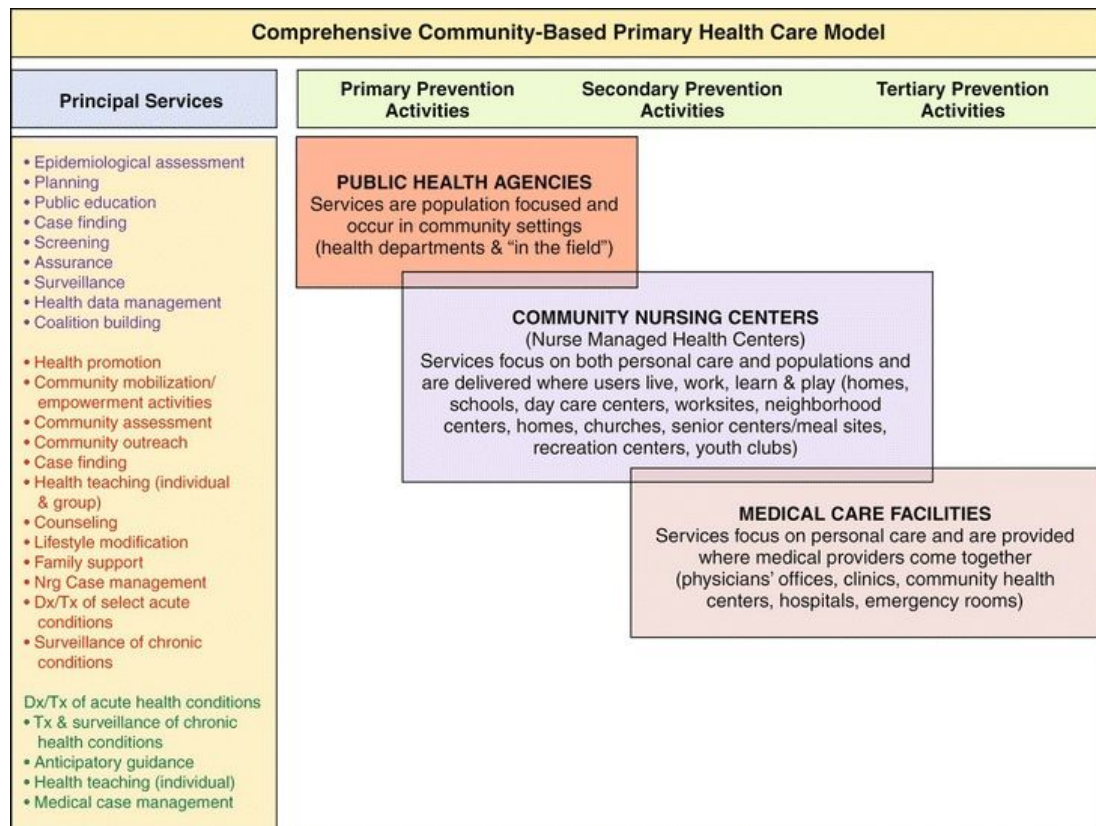 Comprehensive Community-Based Primary Health Care Model
Principal Services
Primary Prevention
Activities
Secondary Prevention
Activities
Tertiary Prevention
Activities
• Epidemiological assessment
• Planning
• Public education
• Case finding
• Screening
• Assurance
• Surveillance
• Health data management
• Coalition building
• Health promotion
• Community mobilization/
empowerment activities
• Community assessment
• Community outreach
• Case finding
• Health teaching (individual
& group)
• Counseling
• Lifestyle modification
• Family support
• Nrg Case management
• Dx/Tx of select acute
conditions
• Surveillance of chronic
conditions
Dx/Tx of acute health conditions
• Tx & surveillance of chronic
health conditions
• Anticipatory guidance
• Health teaching (individual)
• Medical case management
PUBLIC HEALTH AGENCIES
Services are population focused and
occur in community settings
(health departments & “in the field”)
COMMUNITY NURSING CENTERS
(Nurse Managed Health Centers)
Services focus on both personal care and populations and
are delivered where users live, work, learn & play (homes,
schools, day care centers, worksites, neighborhood
centers, homes, churches, senior centers/meal sites,
recreation centers, youth clubs)
MEDICAL CARE FACILITIES
Services focus on personal care and are provided
where medical providers come together
(physicians’ offices, clinics, community health
centers, hospitals, emergency rooms)